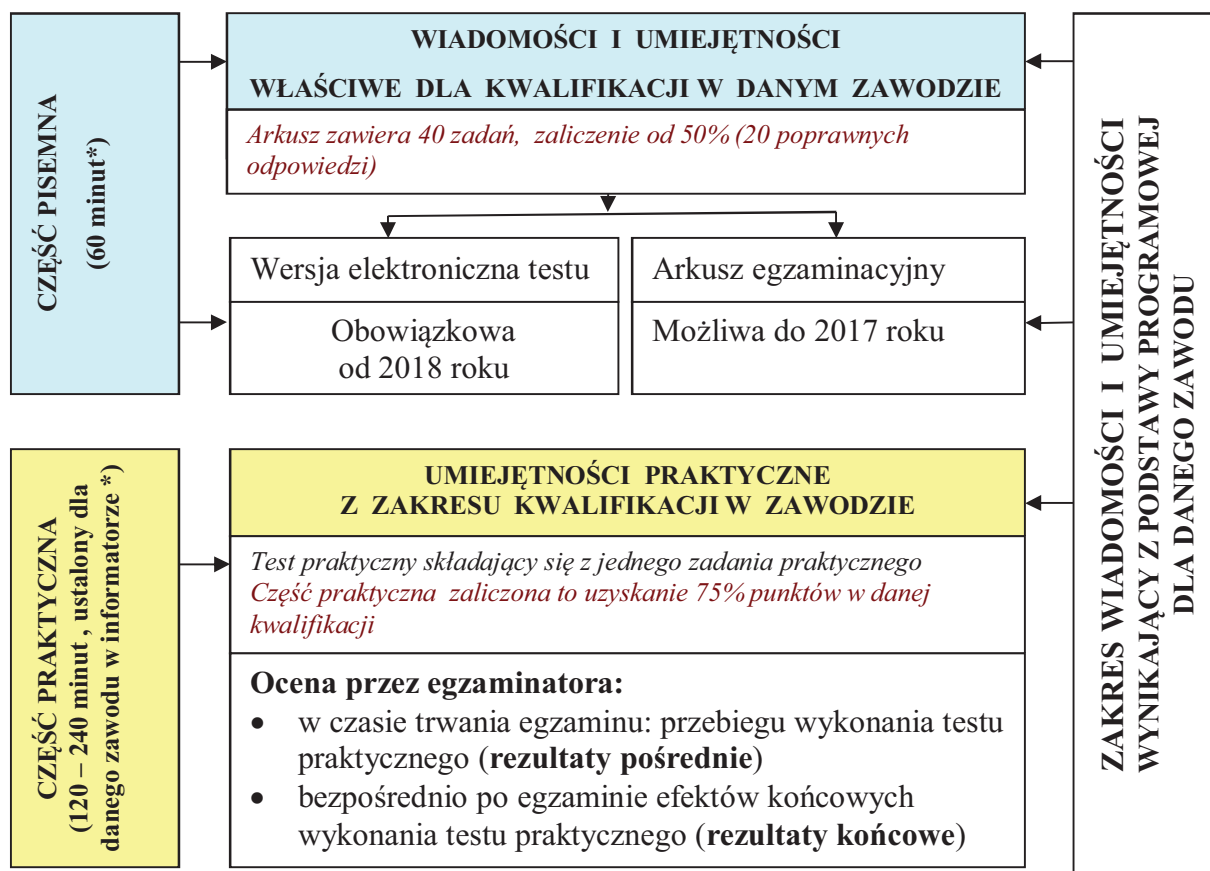 CZĘŚĆ PISEMNA
(60 minut*)
WIADOMOŚCI I UMIEJĘTNOŚCI
WŁAŚCIWE DLA KWALIFIKACJI W DANYM ZAWODZIE
Arkusz zawiera 40 zadań, zaliczenie od 50% (20 poprawnych
odpowiedzi)
Wersja elektroniczna testu
Obowiązkowa
od 2018 roku
Arkusz egzaminacyjny
Możliwa do 2017 roku
CZĘŚĆ PRAKTYCZNA
(120 – 240 minut , ustalony dla
danego zawodu w informatorze *)
UMIEJĘTNOŚCI PRAKTYCZNE
Z ZAKRESU KWALIFIKACJI W ZAWODZIE
Test praktyczny składający się z jednego zadania praktycznego
Część praktyczna zaliczona to uzyskanie 75% punktów w danej
kwalifikacji
Ocena przez egzaminatora:
• w czasie trwania egzaminu: przebiegu wykonania testu
praktycznego (rezultaty pośrednie)
• bezpośrednio po egzaminie efektów końcowych
wykonania testu praktycznego (rezultaty końcowe)
ZAKRES WIADOMOŚCI I UMIEJĘTNOŚCI
WYNIKAJĄCY Z PODSTAWY PROGRAMOWEJ
DLA DANEGO ZAWODU